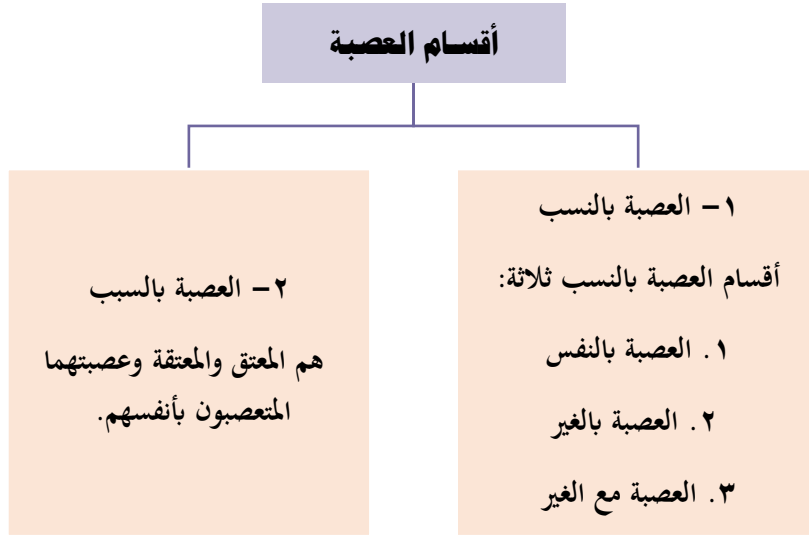 أقسام العصبة
١ – العصبة بالنسب
أقسام العصبة بالنسب ثلاثة:
١. العصبة بالنفس
٢. العصبة بالغير
٣. العصبة مع الغير
٢ – العصبة بالسبب
هم المعتق والمعتقة وعصبتهما
المتعصبون بأنفسهم.